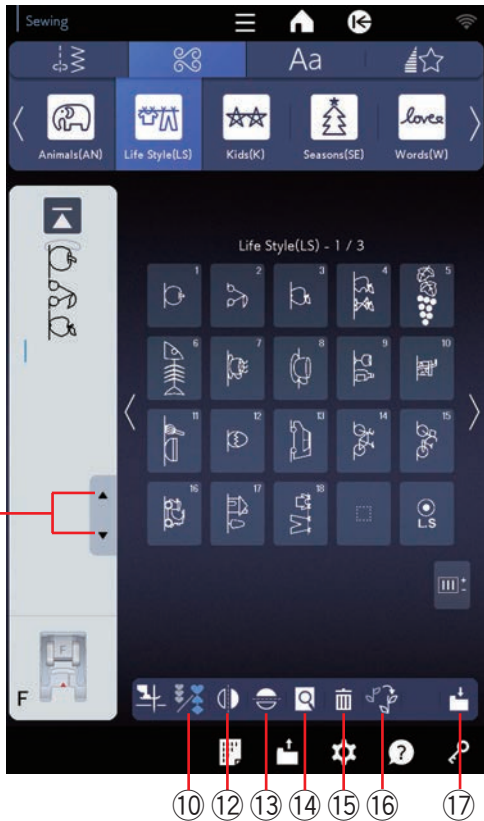 Sewing
Aa
Animals(AN) Life Style(LS) Kids(K) Seasons(SE) Words(W)
love
Life Style(LS) - 1 / 3
1 2 3 4 5
6 7 8 9 10
11 12 13 14 15
16 17 18
L.S
F
F
?
⑩ ⑫ ⑬ ⑭ ⑮ ⑯ ⑰